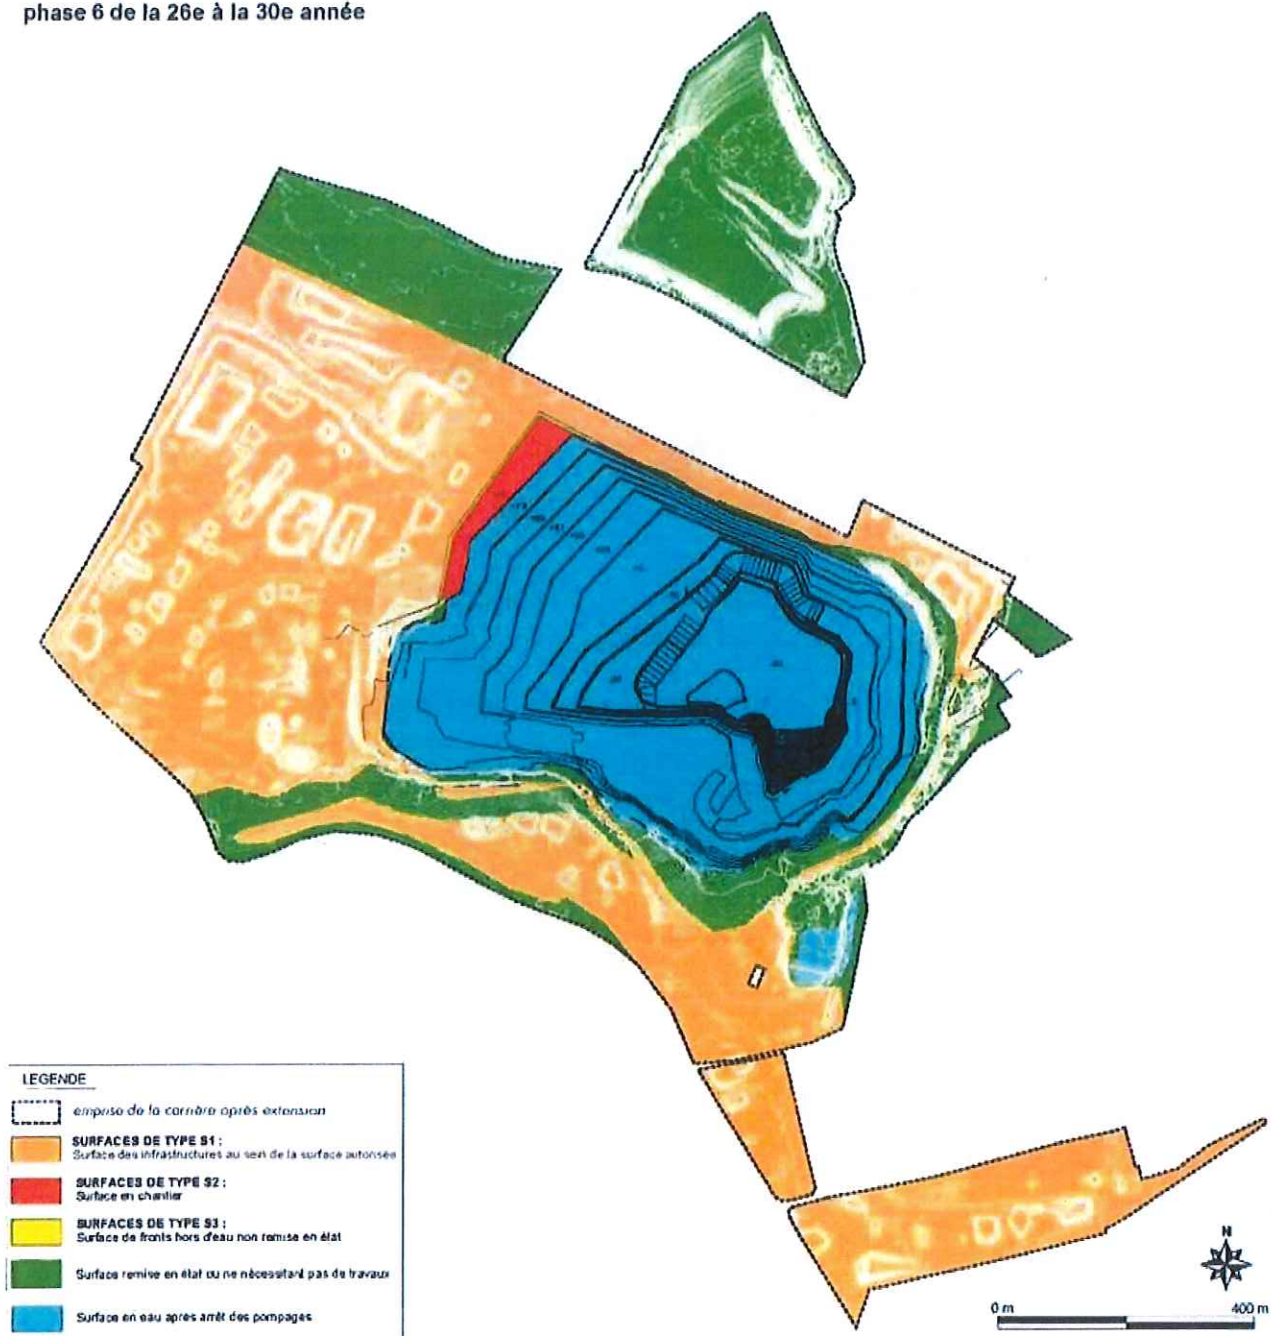 phase 6 de la 26e à la 30e année
LEGENDE
emprise de la carrière après extension
SURFACES DE TYPE S1 :
Surface des infrastructures au sein de la surface autorisée
SURFACES DE TYPE S2 :
Surface en chantier
SURFACES DE TYPE S3 :
Surface de fronts hors d'eau non remise en état
Surface remise en état ou ne nécessitant pas de travaux
Surface en eau après arrêt des pompages
N
0 m
400 m